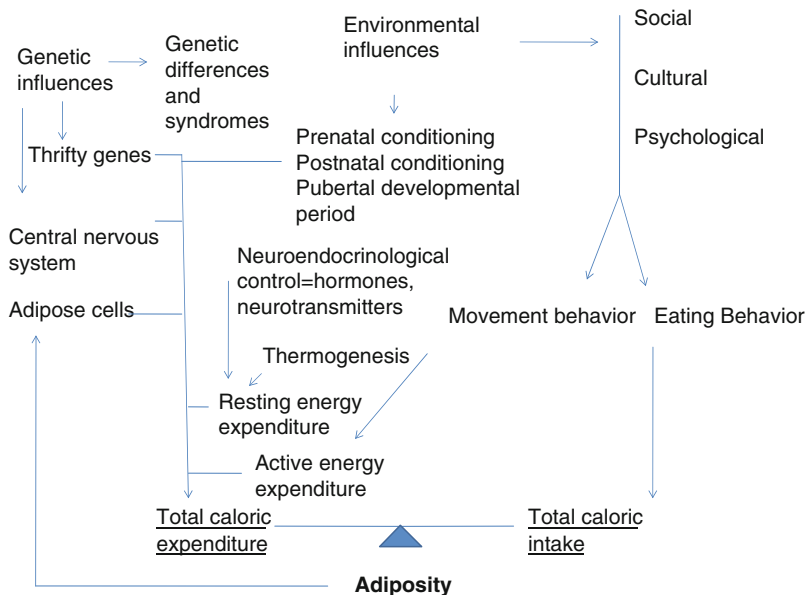 Genetic
influences
Genetic
differences
and
syndromes
Environmental
influences
Social
Cultural
Psychological
Thrifty genes
Prenatal conditioning
Postnatal conditioning
Pubertal developmental
period
Central nervous
system
Neuroendocrinological
control=hormones,
neurotransmitters
Adipose cells
Movement behavior
Eating Behavior
Thermogenesis
Resting energy
expenditure
Active energy
expenditure
Total caloric
expenditure
Total caloric
intake
Adiposity